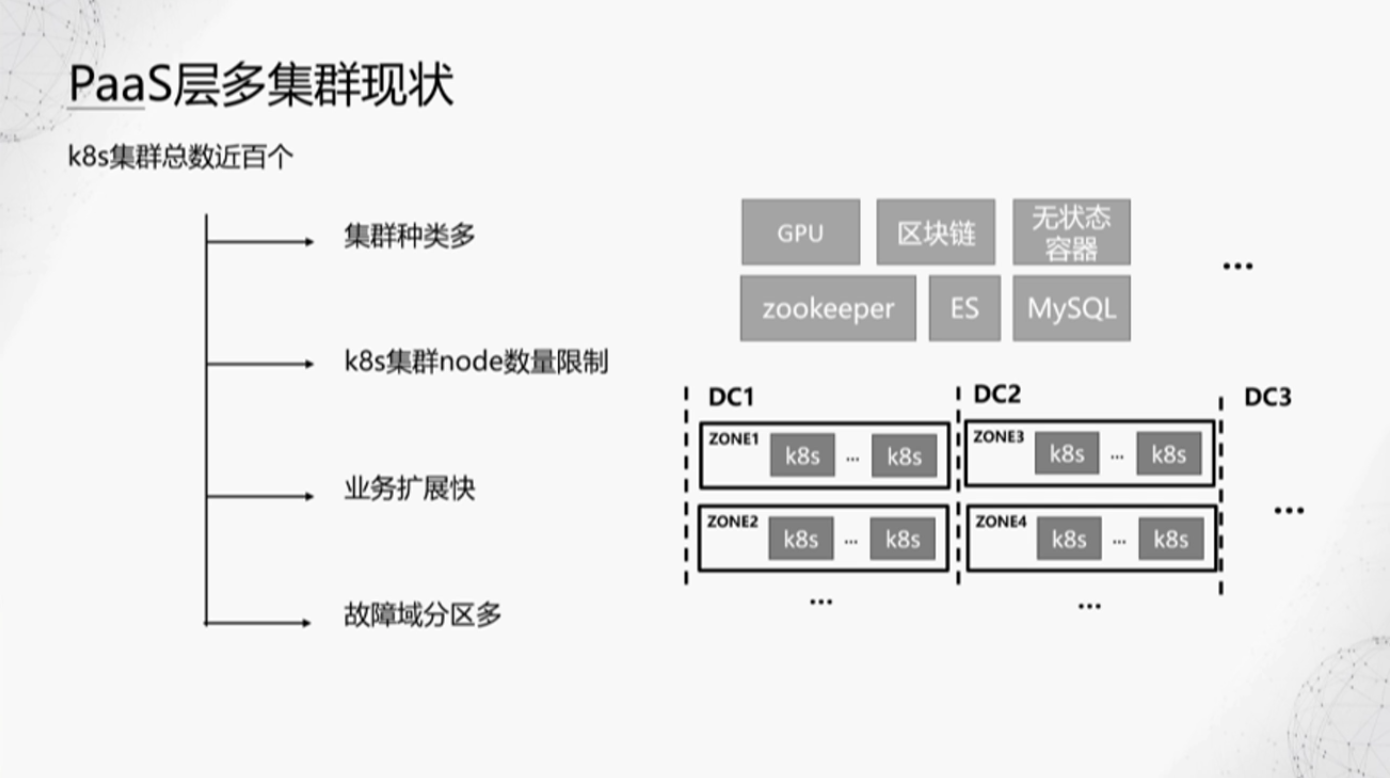 PaaS层多集群现状
k8s集群总数近百个
集群种类多
k8s集群node数量限制
业务扩展快
故障域分区多
GPU
区块链
无状态
容器
...
zookeeper
ES
MySQL
DC1
DC2
DC3
ZONE1 k8s ... k8s
ZONE3 k8s ... k8s
ZONE2 k8s ... k8s
ZONE4 k8s ... k8s
...
...
...